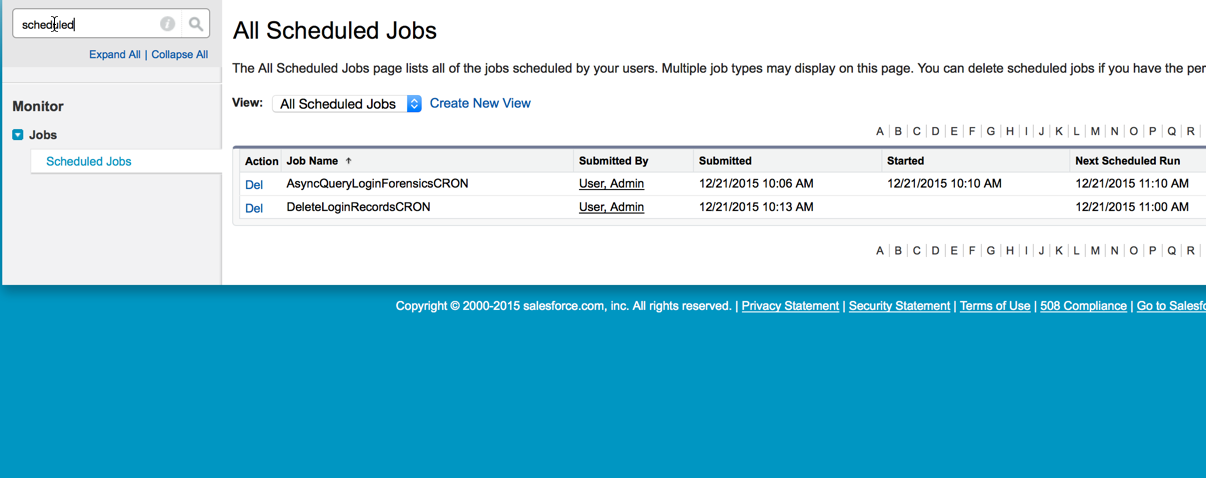 scheduled
Expand All | Collapse All
Monitor
Jobs
Scheduled Jobs
All Scheduled Jobs
The All Scheduled Jobs page lists all of the jobs scheduled by your users. Multiple job types may display on this page. You can delete scheduled jobs if you have the per
View: All Scheduled Jobs Create New View
A | B | C | D | E | F | G | H | I | J | K | L | M | N | O | P | Q | R |
Action Job Name ↑ Submitted By Submitted Started Next Scheduled Run
Del AsyncQueryLoginForensicsCRON User, Admin 12/21/2015 10:06 AM 12/21/2015 10:10 AM 12/21/2015 11:10 AM
Del DeleteLoginRecordsCRON User, Admin 12/21/2015 10:13 AM 12/21/2015 11:00 AM
A | B | C | D | E | F | G | H | I | J | K | L | M | N | O | P | Q | R |
Copyright © 2000-2015 salesforce.com, inc. All rights reserved. | Privacy Statement | Security Statement | Terms of Use | 508 Compliance | Go to Salesfo